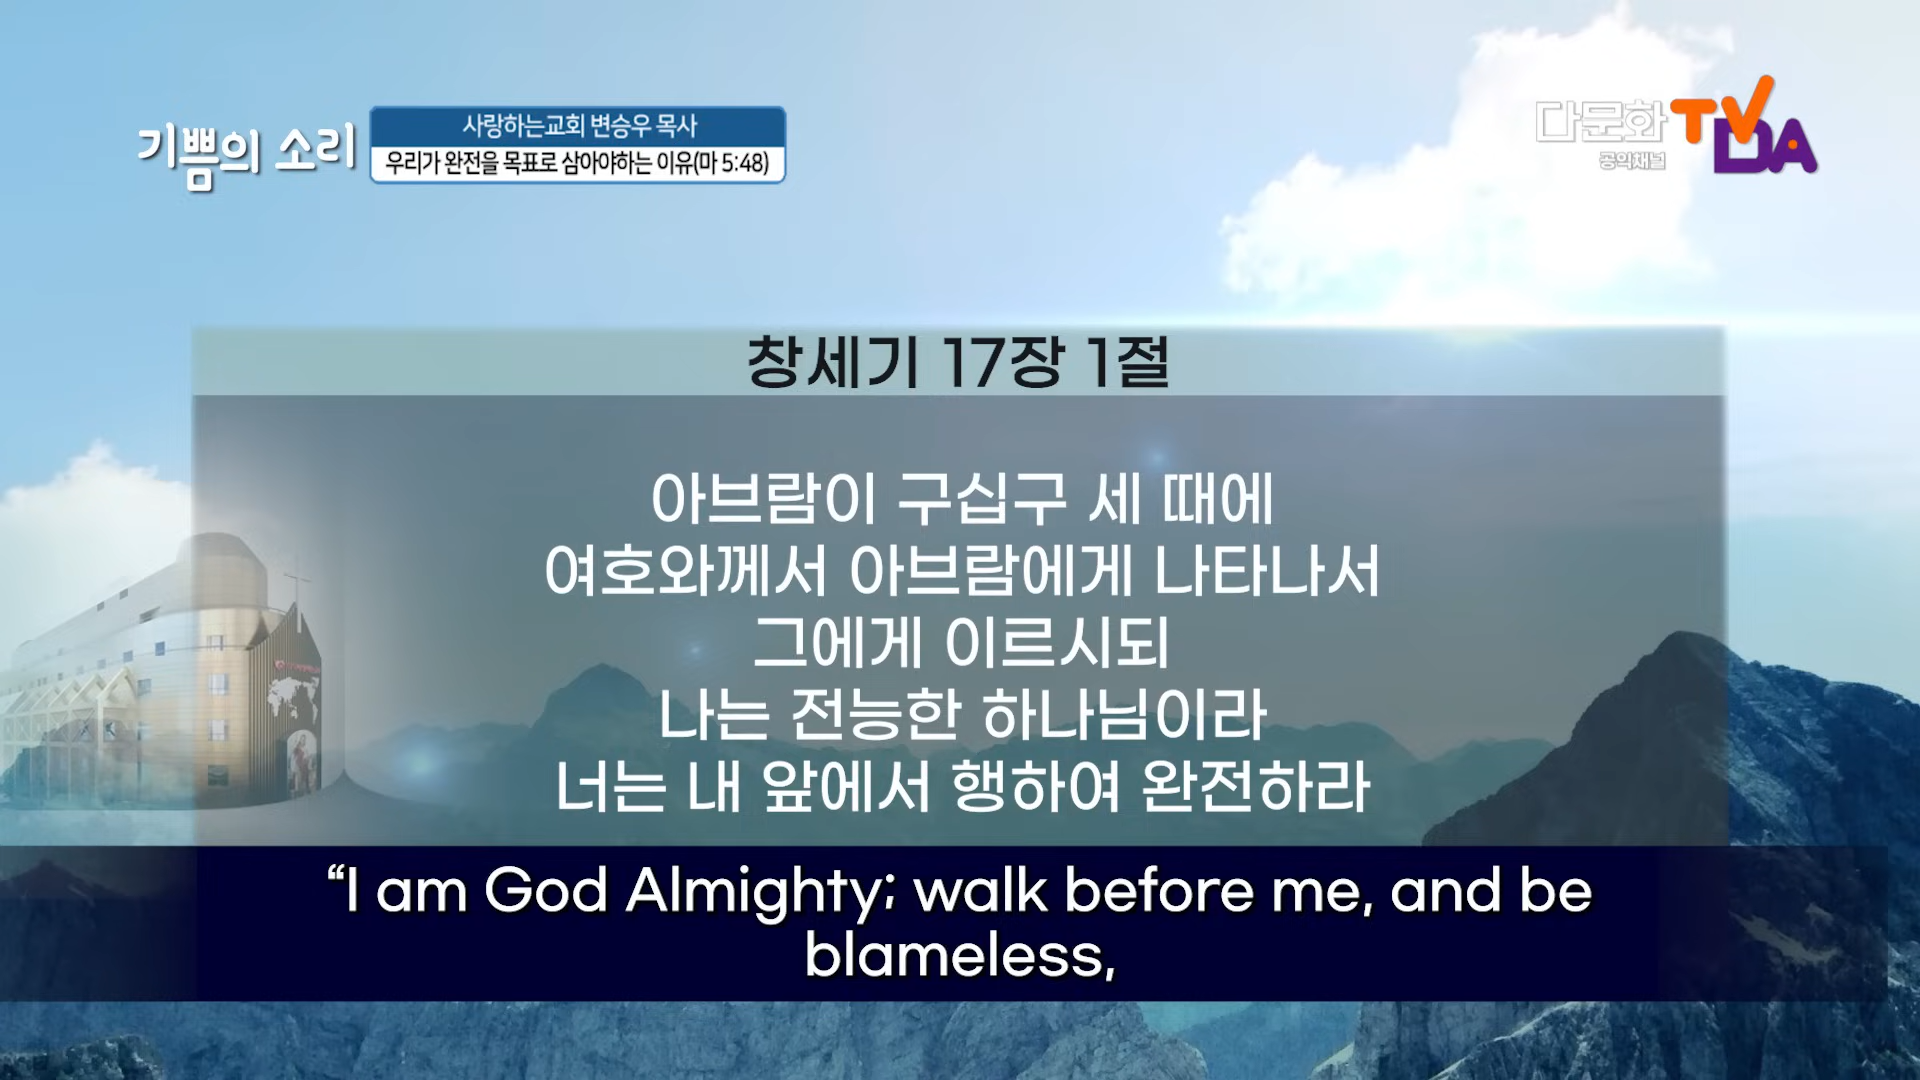 기쁨의 소리
사랑하는교회 변승우 목사
우리가 완전을 목표로 삼아야하는 이유(마 5:48)
다문화 TV
공익채널 DA
창세기 17장 1절
아브람이 구십구 세 때에
여호와께서 아브람에게 나타나서
그에게 이르시되
나는 전능한 하나님이라
너는 내 앞에서 행하여 완전하라
“I am God Almighty; walk before me, and be
blameless,